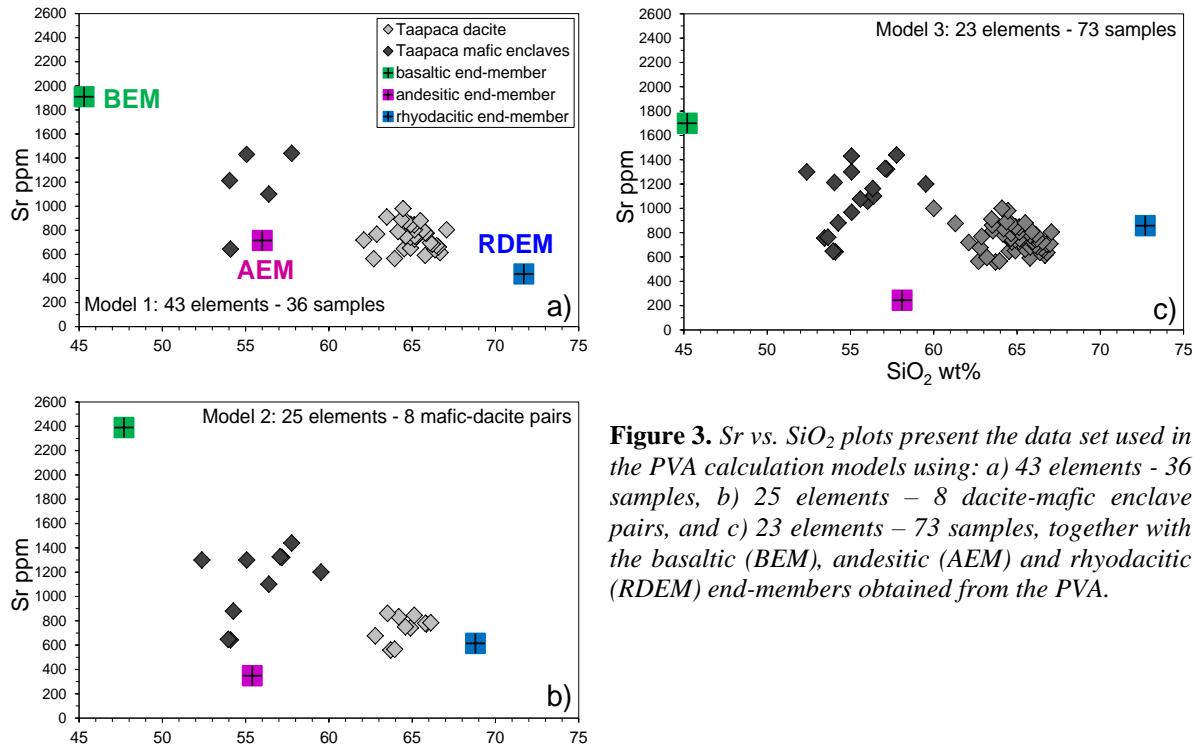 2600
2400
2200
2000
1800
1600
1400
1200
1000
800
600
400
200
0
Sr ppm
Taapaca dacite
Taapaca mafic enclaves
basaltic end-member
andesitic end-member
rhyodacitic end-member
BEM
AEM
RDEM
Model 1: 43 elements - 36 samples
a)
45 50 55 60 65 70 75
2600
2400
2200
2000
1800
1600
1400
1200
1000
800
600
400
200
0
Sr ppm
Model 3: 23 elements - 73 samples
c)
45 50 55 60 65 70 75
SiO2 wt%
2600
2400
2200
2000
1800
1600
1400
1200
1000
800
600
400
200
0
Sr ppm
Model 2: 25 elements - 8 mafic-dacite pairs
b)
45 50 55 60 65 70 75
Figure 3. Sr vs. SiO2 plots present the data set used in
the PVA calculation models using: a) 43 elements - 36
samples, b) 25 elements – 8 dacite-mafic enclave
pairs, and c) 23 elements – 73 samples, together with
the basaltic (BEM), andesitic (AEM) and rhyodacitic
(RDEM) end-members obtained from the PVA.